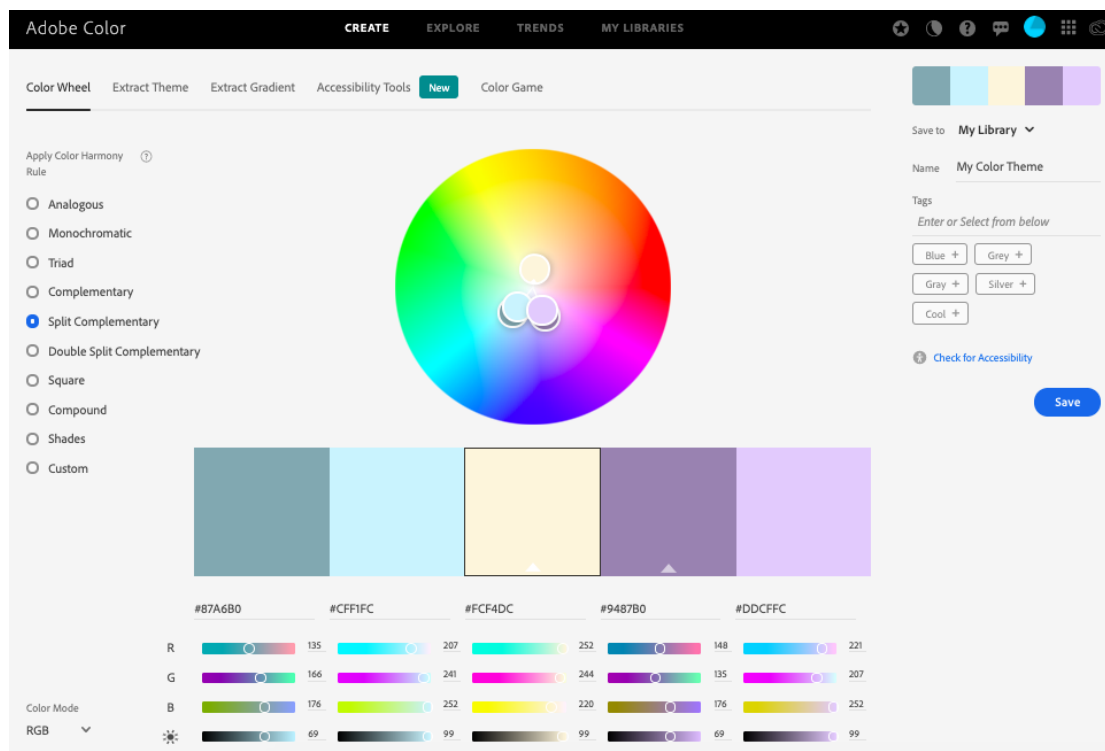 Adobe Color
CREATE EXPLORE TRENDS MY LIBRARIES
Color Wheel Extract Theme Extract Gradient Accessibility Tools New Color Game
Save to My Library
Name My Color Theme
Tags
Enter or Select from below
Blue + Grey +
Gray + Silver +
Cool +
Check for Accessibility
Save
Apply Color Harmony ?
Rule
Analogous
Monochromatic
Triad
Complementary
Split Complementary
Double Split Complementary
Square
Compound
Shades
Custom
#87A6B0 #CFF1FC #FCF4DC #9487B0 #DDCFFC
R 135 207 252 148 221
G 166 241 244 135 207
B 176 252 220 176 252
69 99 99 69 99
Color Mode
RGB